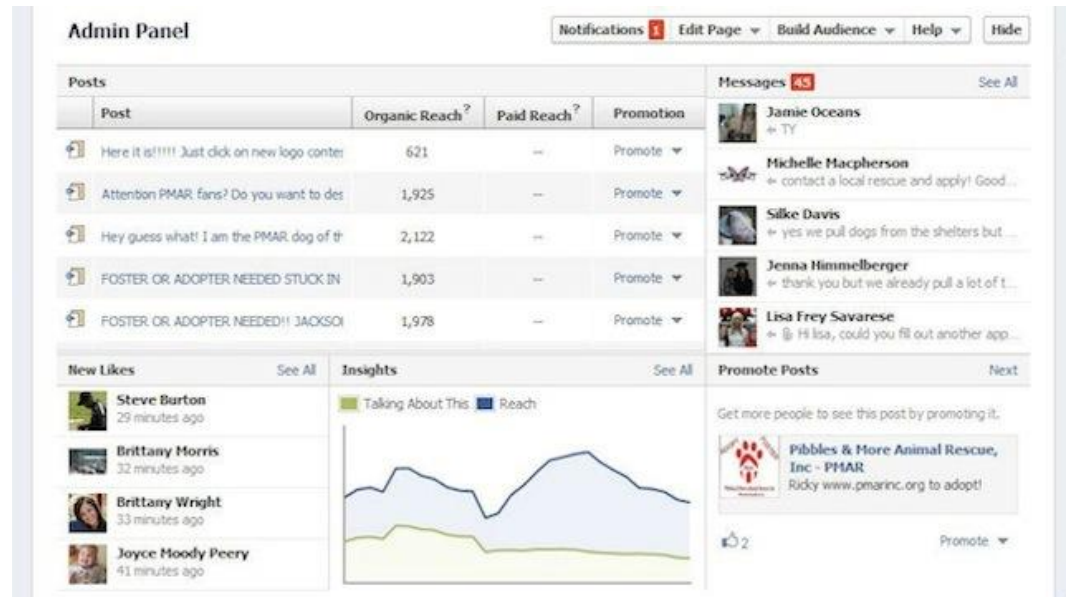 Admin Panel
Notifications 1 Edit Page Build Audience Help Hide
Posts
Post Organic Reach? Paid Reach? Promotion
Here it is!!!!! Just click on new logo contes
621 -- Promote
Attention PMAR fans? Do you want to des
1,925 -- Promote
Hey guess what! I am the PMAR dog of th
2,122 -- Promote
FOSTER OR ADOPTER NEEDED STUCK IN
1,903 -- Promote
FOSTER OR ADOPTER NEEDED!! JACKSO
1,978 -- Promote
Messages 45 See All
Jamie Oceans
TY
Michelle Macpherson
contact a local rescue and apply! Good...
Silke Davis
yes we pull dogs from the shelters but ...
Jenna Himmelberger
thank you but we already pull a lot of t...
Lisa Frey Savarese
Hi lisa, could you fill out another app...
New Likes See All
Steve Burton
29 minutes ago
Brittany Morris
32 minutes ago
Brittany Wright
33 minutes ago
Joyce Moody Peery
41 minutes ago
Insights See All
Talking About This Reach
Promote Posts Next
Get more people to see this post by promoting it.
Pibbles & More Animal Rescue,
Inc - PMAR
Ricky www.pmarinc.org to adopt!
2 Promote